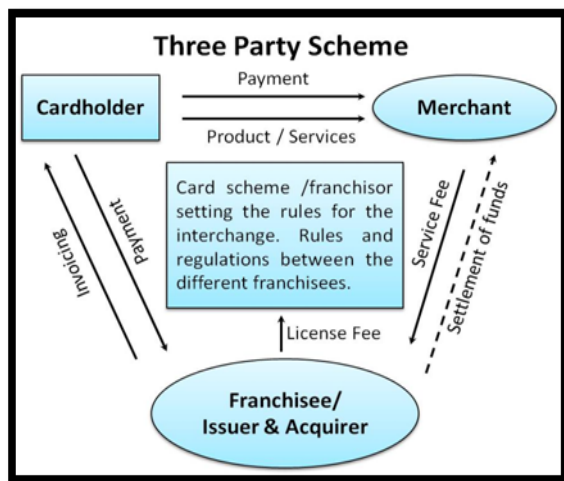 Three Party Scheme
Payment
Cardholder
Merchant
Product / Services
Card scheme /franchisor
setting the rules for the
interchange. Rules and
regulations between the
different franchisees.
Invoicing
Payment
Service Fee
Settlement of funds
License Fee
Franchisee/
Issuer & Acquirer